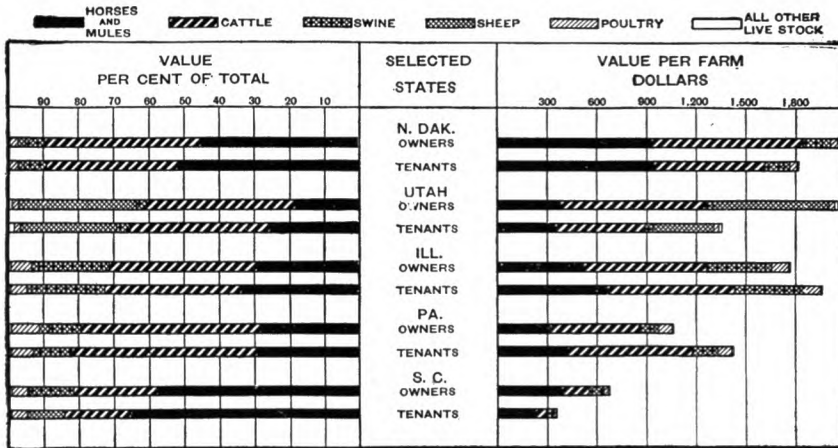 HORSES AND MULES CATTLE SWINE SHEEP POULTRY ALL OTHER LIVE STOCK
VALUE PER CENT OF TOTAL
SELECTED STATES
VALUE PER FARM DOLLARS
90 80 70 60 50 40 30 20 10
300 600 900 1,200 1,500 1,800
N. DAK.
OWNERS
TENANTS
UTAH
OWNERS
TENANTS
ILL.
OWNERS
TENANTS
PA.
OWNERS
TENANTS
S. C.
OWNERS
TENANTS